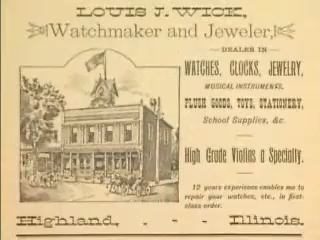 LOUIS J. WICK,
Watchmaker and Jeweler,
— DEALER IN —
WATCHES, CLOCKS, JEWELRY,
MUSICAL INSTRUMENTS,
PLUSH GOODS, TOYS, STATIONERY,
School Supplies, &c.
High Grade Violins a Specialty.
12 years experience enables me to
repair your watches, etc., in first-
class order.
Highland, - - - Illinois.